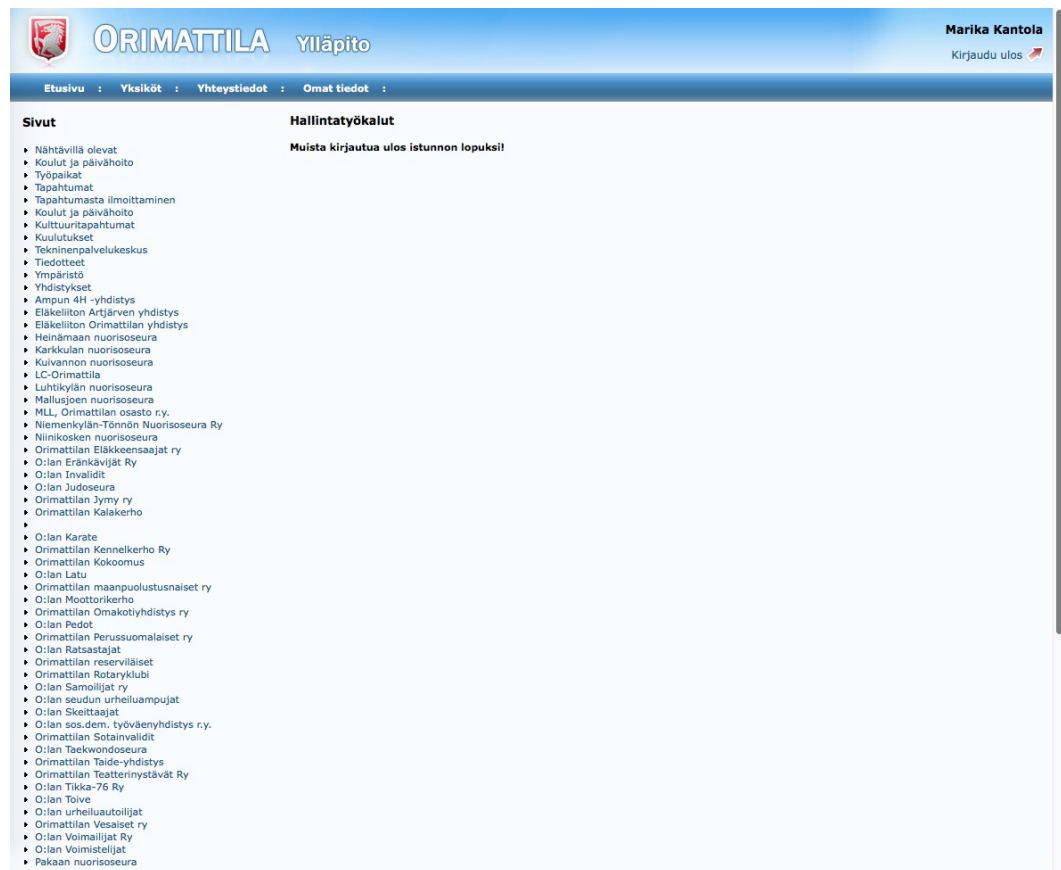 ORIMATTILA Ylläpito
Marika Kantola
Kirjaudu ulos
Etusivu : Yksiköt : Yhteystiedot : Omat tiedot :
Sivut
Nähtävillä olevat
Koulut ja päivähoito
Työpaikat
Tapahtumat
Tapahtumasta ilmoittaminen
Koulut ja päivähoito
Kulttuuritapahtumat
Kuulutukset
Tekninenpalvelukeskus
Tiedotteet
Ympäristö
Yhdistykset
Ampun 4H -yhdistys
Eläkeliiton Artjärven yhdistys
Eläkeliiton Orimattilan yhdistys
Heinämaan nuorisoseura
Karkkulan nuorisoseura
Kuivannon nuorisoseura
LC-Orimattila
Luhtikylän nuorisoseura
Mallusjoen nuorisoseura
MLL, Orimattilan osasto r.y.
Niemenkylän-Tönnön Nuorisoseura Ry
Niinikosken nuorisoseura
Orimattilan Eläkkeensaajat ry
O:lan Eränkävijät Ry
O:lan Invalidit
O:lan Judoseura
Orimattilan Jymy ry
Orimattilan Kalakerho
O:lan Karate
Orimattilan Kennelkerho Ry
Orimattilan Kokoomus
O:lan Latu
Orimattilan maanpuolustusnaiset ry
O:lan Moottorikerho
Orimattilan Omakotiyhdistys ry
O:lan Pedot
Orimattilan Perussuomalaiset ry
O:lan Ratsastajat
Orimattilan reserviläiset
Orimattilan Rotaryklubi
O:lan Samoilijat ry
O:lan seudun urheiluampujat
O:lan Skeittaajat
O:lan sos.dem. työväenyhdistys r.y.
Orimattilan Sotainvalidit
O:lan Taekwondoseura
Orimattilan Taide-yhdistys
Orimattilan Teatterinystävät Ry
O:lan Tikka-76 Ry
O:lan Toive
O:lan urheiluautoilijat
Orimattilan Vesaiset ry
O:lan Voimailijat Ry
O:lan Voimistelijat
Pakaan nuorisoseura
Hallintatyökalut
Muista kirjautua ulos istunnon lopuksi!